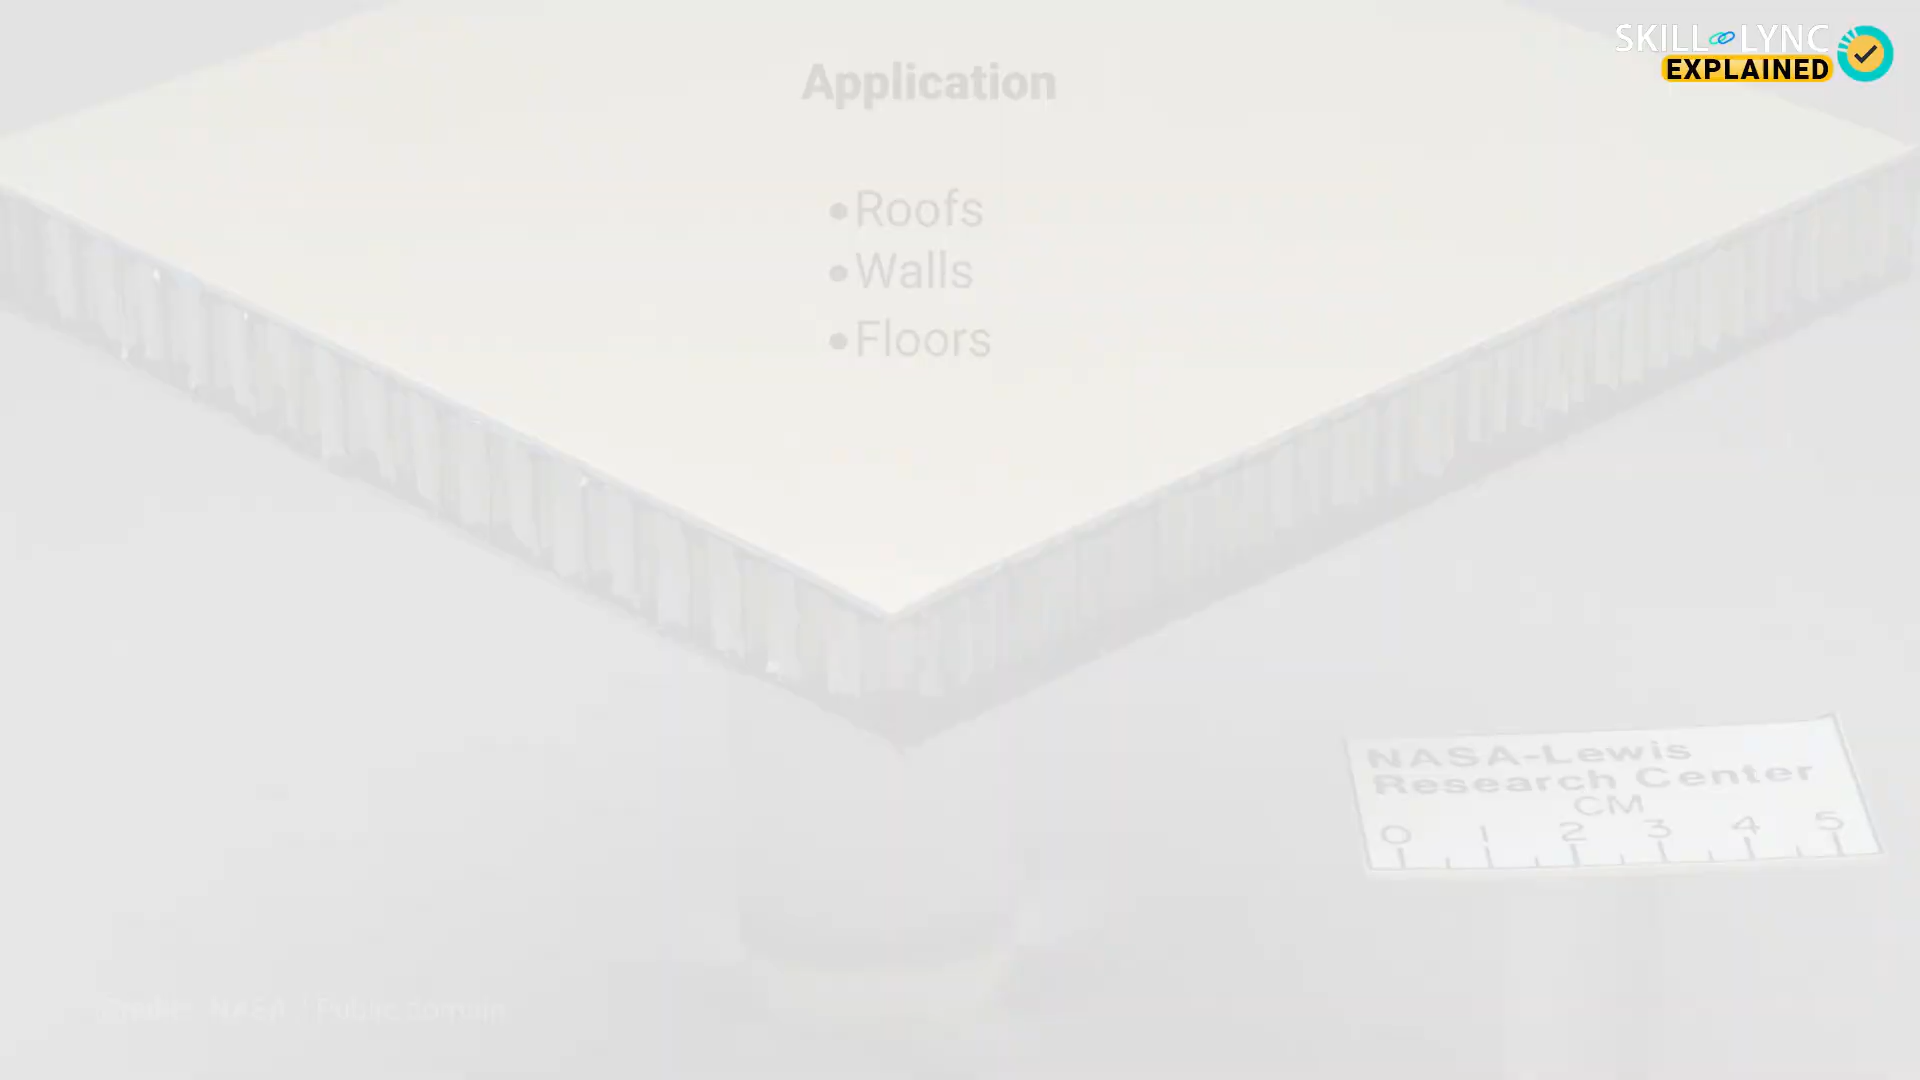 SKILL LYNC
EXPLAINED
Application
•Roofs
•Walls
•Floors
NASA-Lewis
Research Center
CM
0 1 2 3 4 5
Credit: NASA / Public domain